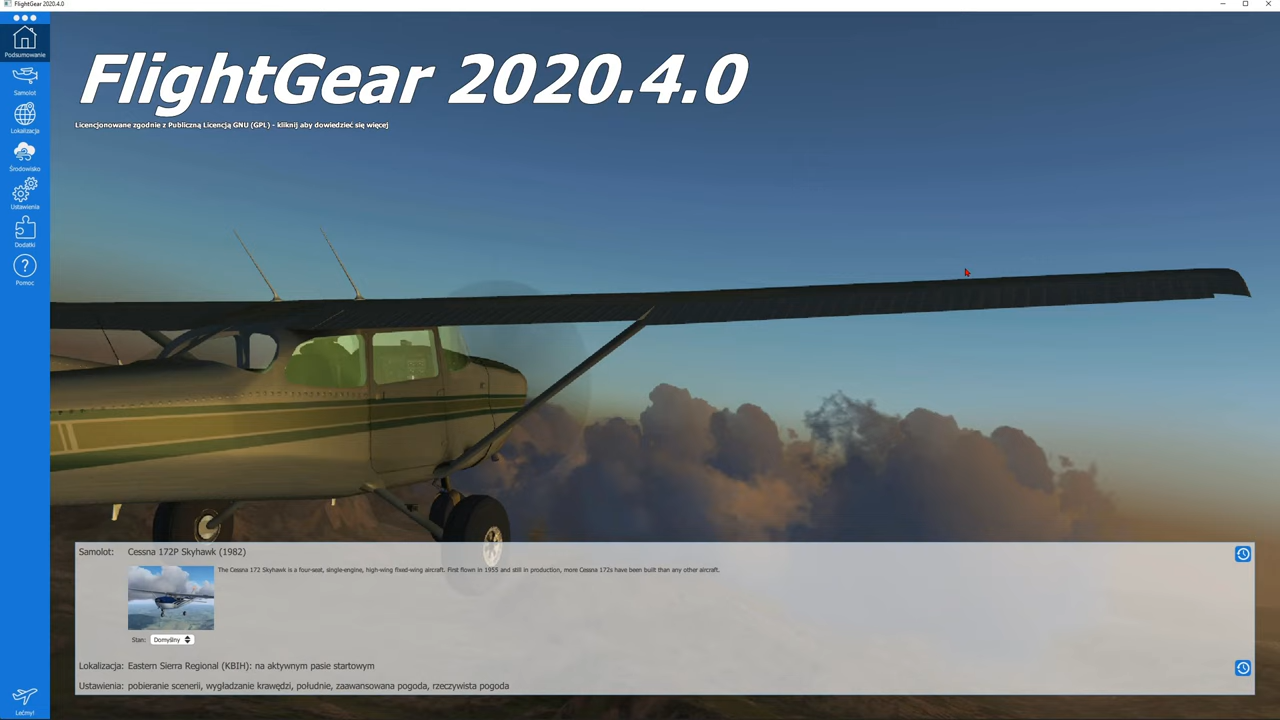 FlightGear 2020.4.0
Podsumowanie
Samolot
Lokalizacja
Środowisko
Ustawienia
Dodatki
Pomoc
Lećmy!
FlightGear 2020.4.0
Licencjonowane zgodnie z Publiczną Licencją GNU (GPL) - kliknij aby dowiedzieć się więcej
Samolot: Cessna 172P Skyhawk (1982)
The Cessna 172 Skyhawk is a four-seat, single-engine, high-wing fixed-wing aircraft. First flown in 1955 and still in production, more Cessna 172s have been built than any other aircraft.
Stan: Domyślny
Lokalizacja: Eastern Sierra Regional (KBIH): na aktywnym pasie startowym
Ustawienia: pobieranie scenerii, wygładzanie krawędzi, południe, zaawansowana pogoda, rzeczywista pogoda